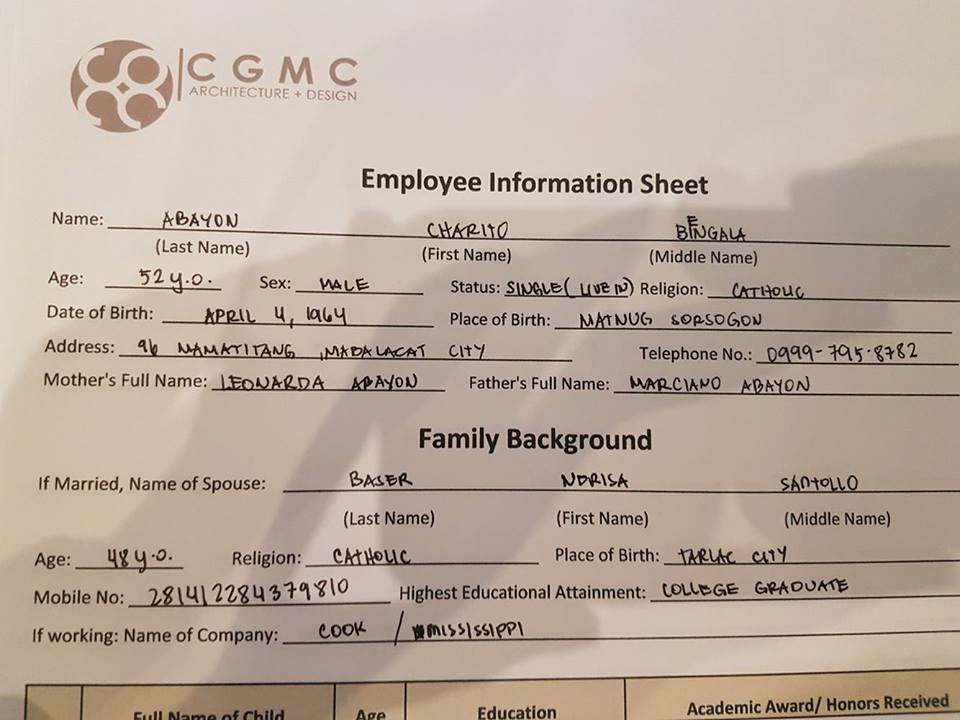 CGMC
ARCHITECTURE + DESIGN
Employee Information Sheet
Name: ABAYON CHARITO BENGALA
(Last Name) (First Name) (Middle Name)
Age: 52 y.o. Sex: MALE Status: SINGLE (LIVE IN) Religion: CATHOLIC
Date of Birth: APRIL 4, 1964 Place of Birth: MATNUG SORSOGON
Address: 96 MAMATITANG, MADALACAT CITY Telephone No.: 0999-795-8782
Mother's Full Name: LEONARDA ABAYON Father's Full Name: MARCIANO ABAYON
Family Background
If Married, Name of Spouse: BASER NORISA SANTOLLO
(Last Name) (First Name) (Middle Name)
Age: 48 y.o. Religion: CATHOLIC Place of Birth: TARLAC CITY
Mobile No: 281412284379810 Highest Educational Attainment: COLLEGE GRADUATE
If working: Name of Company: COOK / MISSISSIPPI
Full Name of Child Age Education Academic Award/ Honors Received